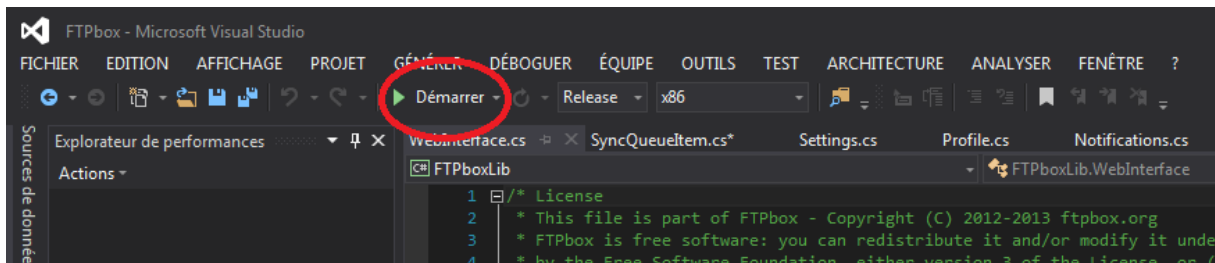 FTPbox - Microsoft Visual Studio
FICHIER EDITION AFFICHAGE PROJET GÉNÉRER DÉBOGUER ÉQUIPE OUTILS TEST ARCHITECTURE ANALYSER FENÊTRE ?
Démarrer Release x86
Sources de donnée
Explorateur de performances WebInterface.cs SyncQueueItem.cs* Settings.cs Profile.cs Notifications.cs
Actions C# FTPboxLib FTPboxLib.WebInterface
1 /* License
2 * This file is part of FTPbox - Copyright (C) 2012-2013 ftpbox.org
3 * FTPbox is free software: you can redistribute it and/or modify it unde
4 * by the Free Software Foundation, either version 3 of the License, or (